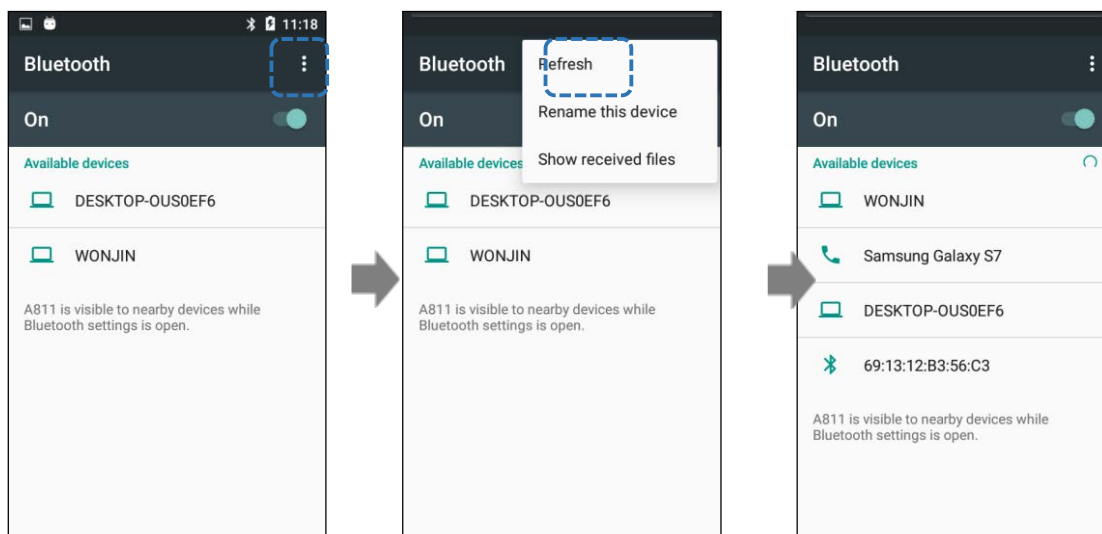 11:18
Bluetooth
On
Available devices
DESKTOP-OUS0EF6
WONJIN
A811 is visible to nearby devices while
Bluetooth settings is open.
Bluetooth
Refresh
Rename this device
On
Show received files
Available devices
DESKTOP-OUS0EF6
WONJIN
A811 is visible to nearby devices while
Bluetooth settings is open.
Bluetooth
On
Available devices
WONJIN
Samsung Galaxy S7
DESKTOP-OUS0EF6
69:13:12:B3:56:C3
A811 is visible to nearby devices while
Bluetooth settings is open.